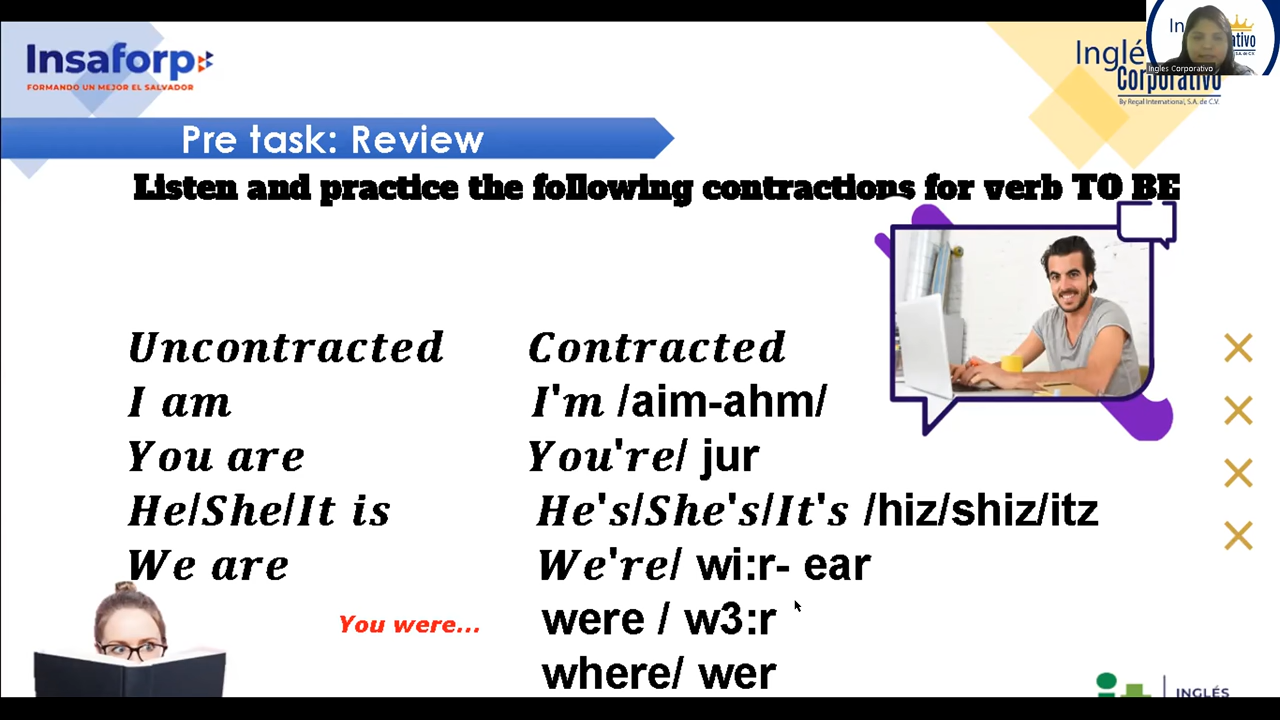 Insaforp
FORMANDO UN MEJOR EL SALVADOR
Inglé
Corporativo
By Regal International, S.A. de C.V.
Ingles Corporativo
Pre task: Review
Listen and practice the following contractions for verb TO BE
Uncontracted Contracted
I am I'm /aim-ahm/
You are You're/ jur
He/She/It is He's/She's/It's /hiz/shiz/itz
We are We're/ wi:r- ear
You were... were / w3:r
where/ wer
INGLÉS